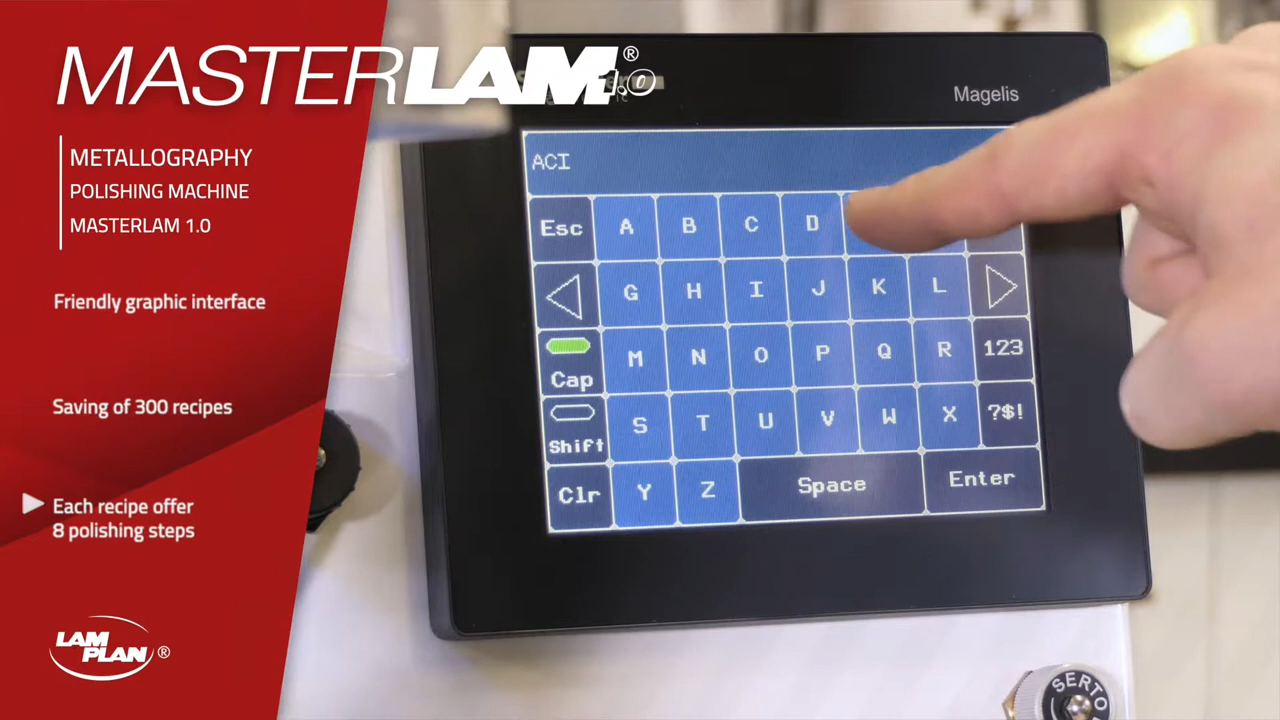 MASTERLAM®
1.0
METALLOGRAPHY
POLISHING MACHINE
MASTERLAM 1.0
Friendly graphic interface
Saving of 300 recipes
Each recipe offer
8 polishing steps
LAM
PLAN ®
Magelis
ACI
Esc A B C D
G H I J K L
M N O P Q R 123
Cap
S T U V W X ?$!
Shift
Clr Y Z Space Enter
SERTO